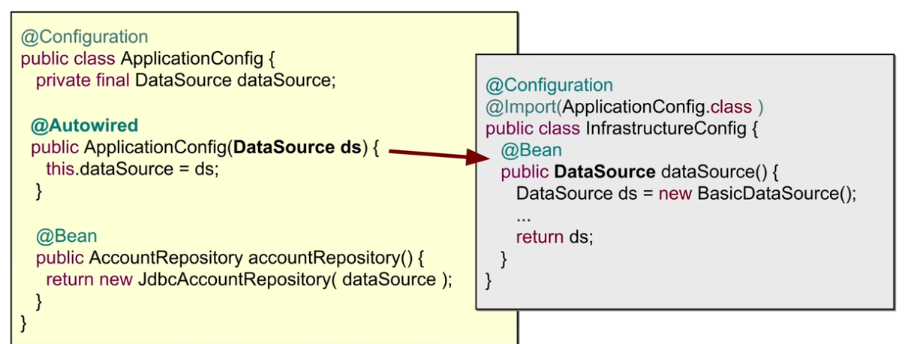 @Configuration
public class ApplicationConfig {
private final DataSource dataSource;
@Autowired
public ApplicationConfig(DataSource ds) {
this.dataSource = ds;
}
@Bean
public AccountRepository accountRepository() {
return new JdbcAccountRepository( dataSource );
}
}
@Configuration
@Import(ApplicationConfig.class )
public class InfrastructureConfig {
@Bean
public DataSource dataSource() {
DataSource ds = new BasicDataSource();
...
return ds;
}
}